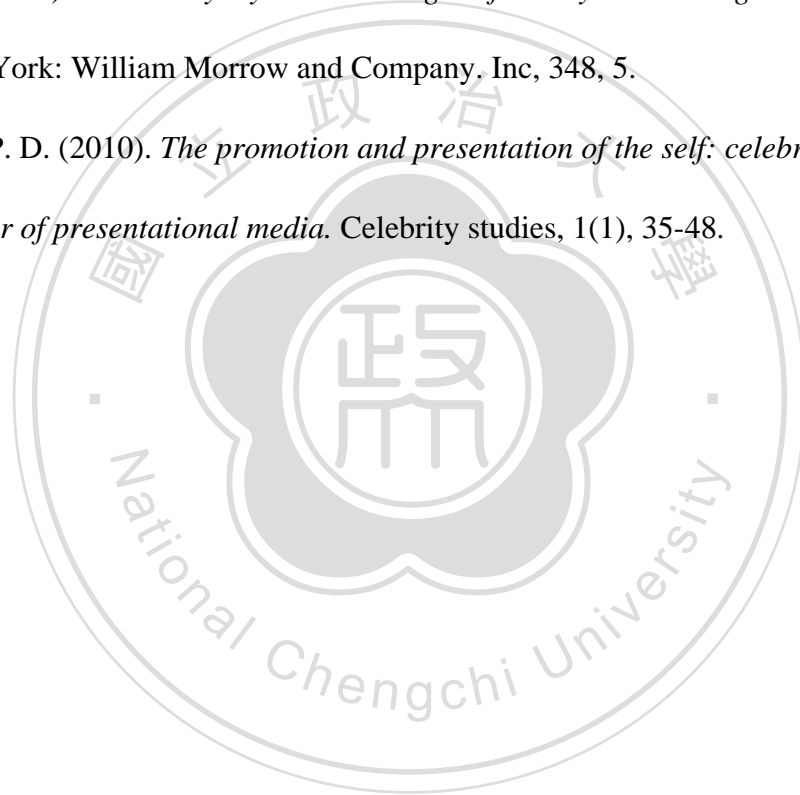 York: William Morrow and Company. Inc, 348, 5.
P. D. (2010). The promotion and presentation of the self: celebr
r of presentational media. Celebrity studies, 1(1), 35-48.
國立政治大學
政
National Chengchi University